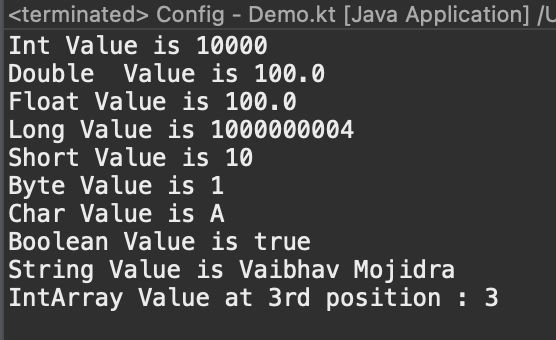 <terminated> Config - Demo.kt [Java Application] /U
Int Value is 10000
Double  Value is 100.0
Float Value is 100.0
Long Value is 1000000004
Short Value is 10
Byte Value is 1
Char Value is A
Boolean Value is true
String Value is Vaibhav Mojidra
IntArray Value at 3rd position : 3